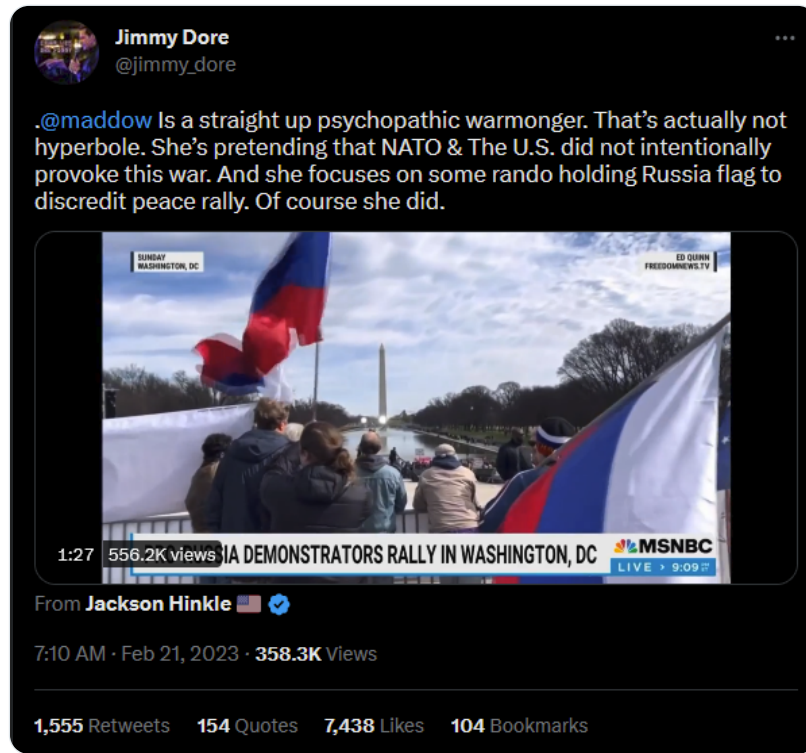 Jimmy Dore
@jimmy_dore
.@maddow Is a straight up psychopathic warmonger. That's actually not
hyperbole. She's pretending that NATO & The U.S. did not intentionally
provoke this war. And she focuses on some rando holding Russia flag to
discredit peace rally. Of course she did.
SUNDAY
WASHINGTON, DC
ED QUINN
FREEDOMNEWS.TV
1:27 556.2K views
PRO-RUSSIA DEMONSTRATORS RALLY IN WASHINGTON, DC
MSNBC
LIVE > 9:09
From Jackson Hinkle
7:10 AM · Feb 21, 2023 · 358.3K Views
1,555 Retweets 154 Quotes 7,438 Likes 104 Bookmarks